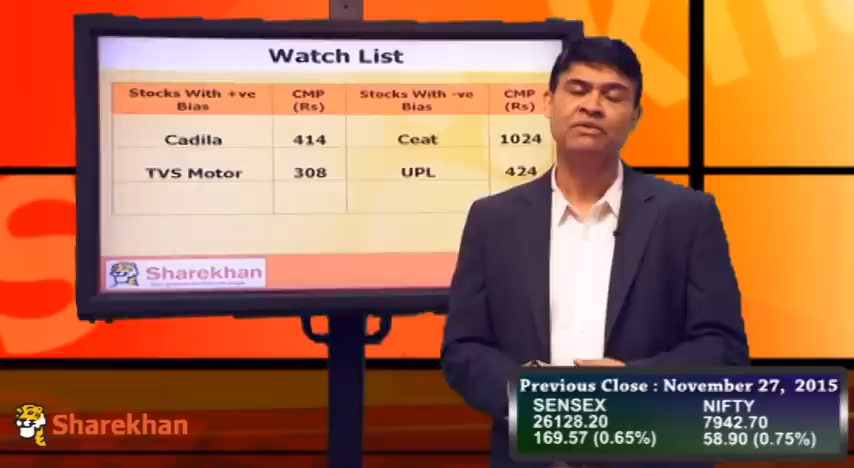 Watch List
Stocks With +ve Bias CMP (Rs) Stocks With -ve Bias CMP (Rs)
Cadila 414 Ceat 1024
TVS Motor 308 UPL 424
Sharekhan
Sharekhan
Previous Close : November 27, 2015
SENSEX NIFTY
26128.20 7942.70
169.57 (0.65%) 58.90 (0.75%)